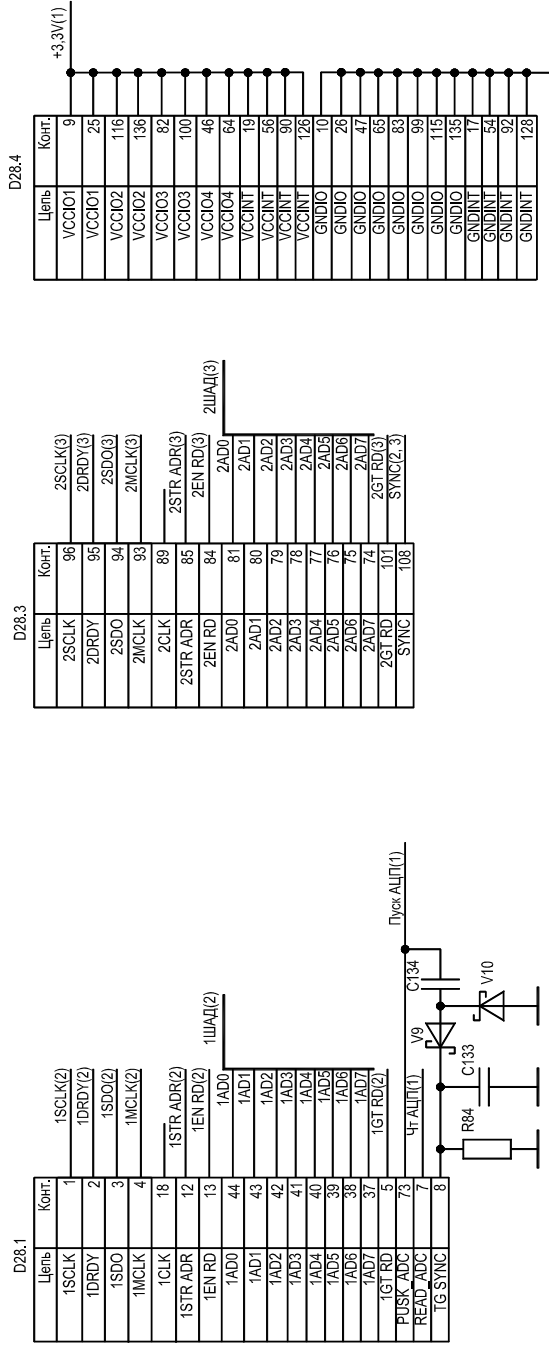 D28.1
Цепь Конт.
1SCLK 1 1SCLK(2)
1DRDY 2 1DRDY(2)
1SDO 3 1SDO(2)
1MCLK 4 1MCLK(2)
1CLK 18
1STR ADR 12 1STR ADR(2)
1EN RD 13 1EN RD(2)
1ШАД(2)
1AD0 44 1AD0
1AD1 43 1AD1
1AD2 42 1AD2
1AD3 41 1AD3
1AD4 40 1AD4
1AD5 39 1AD5
1AD6 38 1AD6
1AD7 37 1AD7
1GT RD 5 1GT RD(2)
PUSK_ADC 73 Пуск АЦП(1)
READ_ADC 7 Чт АЦП(1)
TG SYNC 8
R84
C133
V9
C134
V10
D28.3
Цепь Конт.
2SCLK 96 2SCLK(3)
2DRDY 95 2DRDY(3)
2SDO 94 2SDO(3)
2MCLK 93 2MCLK(3)
2CLK 89
2STR ADR 85 2STR ADR(3)
2EN RD 84 2EN RD(3)
2ШАД(3)
2AD0 81 2AD0
2AD1 80 2AD1
2AD2 79 2AD2
2AD3 78 2AD3
2AD4 77 2AD4
2AD5 76 2AD5
2AD6 75 2AD6
2AD7 74 2AD7
2GT RD 101 2GT RD(3)
SYNC 108 SYNC(2, 3)
D28.4
Цепь Конт.
+3,3V(1)
VCCIO1 9
VCCIO1 25
VCCIO2 116
VCCIO2 136
VCCIO3 82
VCCIO3 100
VCCIO4 46
VCCIO4 64
VCCINT 19
VCCINT 56
VCCINT 90
VCCINT 126
GNDIO 10
GNDIO 26
GNDIO 47
GNDIO 65
GNDIO 83
GNDIO 99
GNDIO 115
GNDIO 135
GNDINT 17
GNDINT 54
GNDINT 92
GNDINT 128